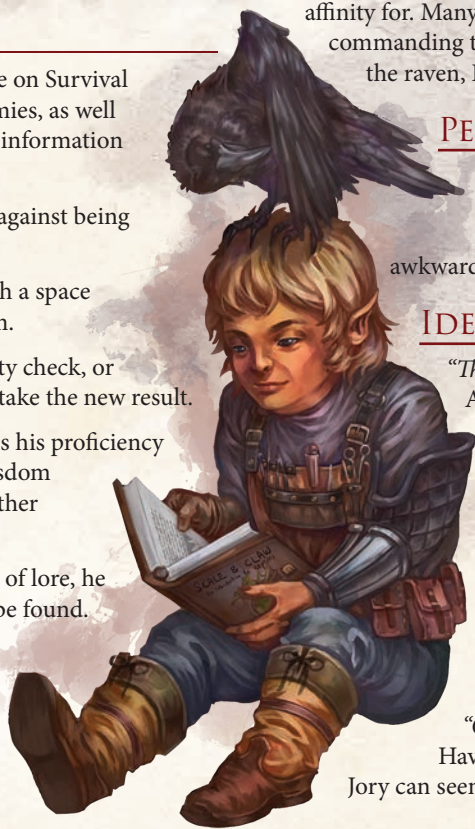 e on Survival
mies, as well
information
against being
h a space
n.
ty check, or
take the new result.
s his proficiency
sdom
ther
of lore, he
be found.
SCALE & CLAW
affinity for. Many
commanding t
the raven,
PE
awkward
IDE
“Th
A
“
Hav
Jory can seem